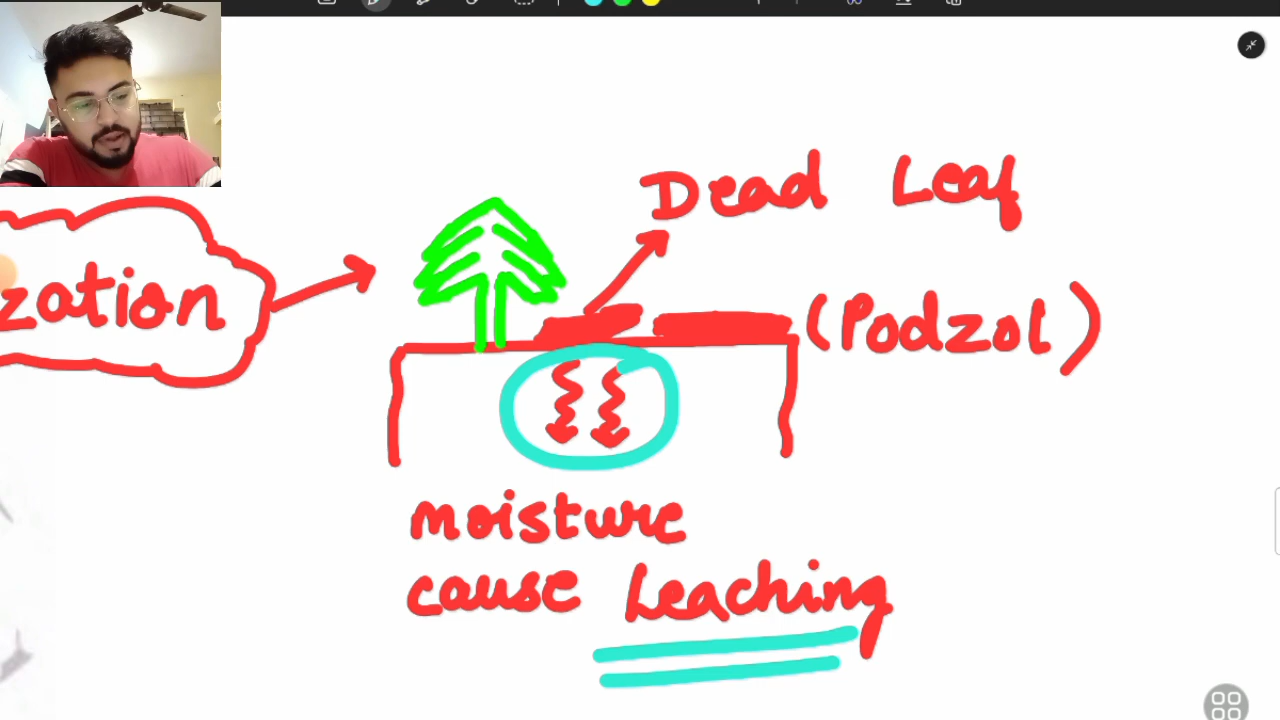 Dead Leaf
zation
(Podzol)
moisture
cause Leaching